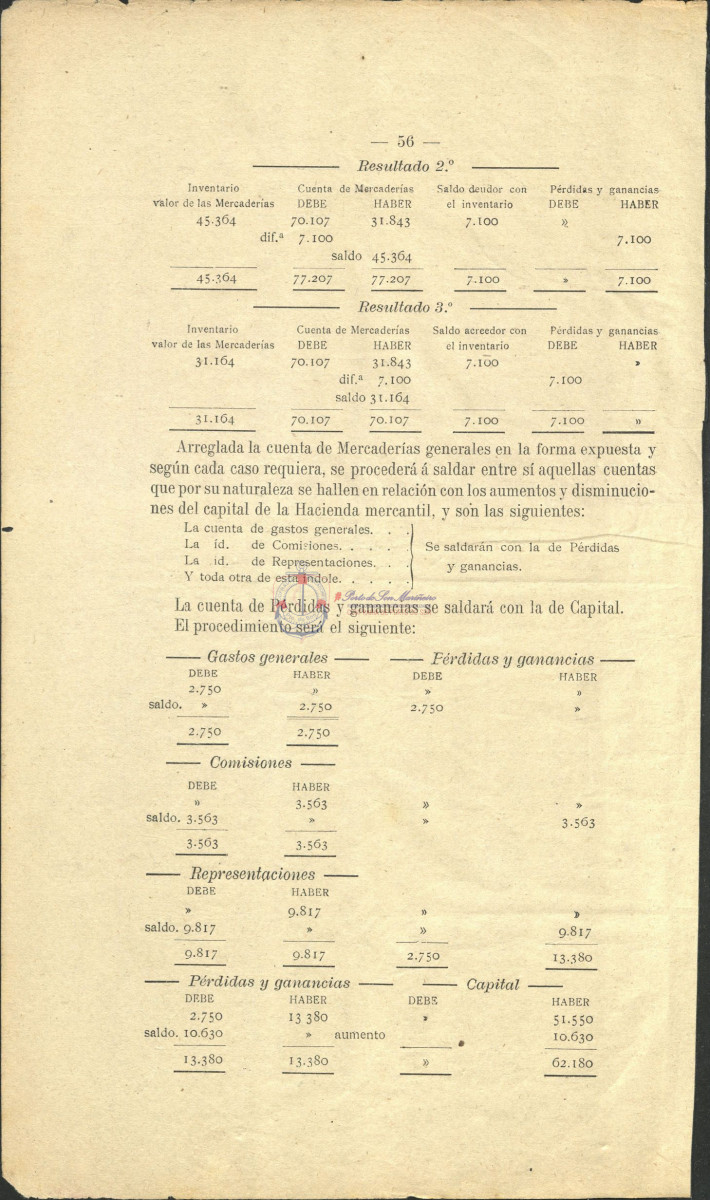 — 56 —
Resultado 2.º
Inventario Cuenta de Mercaderías Saldo deudor con Pérdidas y ganancias
valor de las Mercaderías DEBE HABER el inventario DEBE HABER
45.364 70.107 31.843 7.100 »
dif.ª 7.100 7.100
saldo 45.364
45.364 77.207 77.207 7.100 » 7.100
Resultado 3.º
Inventario Cuenta de Mercaderías Saldo acreedor con Pérdidas y ganancias
valor de las Mercaderías DEBE HABER el inventario DEBE HABER
31.164 70.107 31.843 7.100 »
dif.ª 7.100 7.100
saldo 31.164
31.164 70.107 70.107 7.100 7.100 »
Arreglada la cuenta de Mercaderías generales en la forma expuesta y
según cada caso requiera, se procederá á saldar entre sí aquellas cuentas
que por su naturaleza se hallen en relación con los aumentos y disminucio-
nes del capital de la Hacienda mercantil, y son las siguientes:
La cuenta de gastos generales. . .
La íd. de Comisiones. . . . Se saldarán con la de Pérdidas
La id. de Representaciones. . . y ganancias.
Y toda otra de esta índole. . . . .
Porto de Son Mariñeiro
La cuenta de Pérdidas y ganancias se saldará con la de Capital.
El procedimiento será el siguiente:
Gastos generales Pérdidas y ganancias
DEBE HABER DEBE HABER
2.750 » » »
saldo. » 2.750 2.750 »
2.750 2.750
Comisiones
DEBE HABER
» 3.563 » »
saldo. 3.563 » » 3.563
3.563 3.563
Representaciones
DEBE HABER
» 9.817 » »
saldo. 9.817 » » 9.817
9.817 9.817 2.750 13.380
Pérdidas y ganancias Capital
DEBE HABER DEBE HABER
2.750 13 380 » 51.550
saldo. 10.630 » aumento 10.630
13.380 13.380 » 62.180